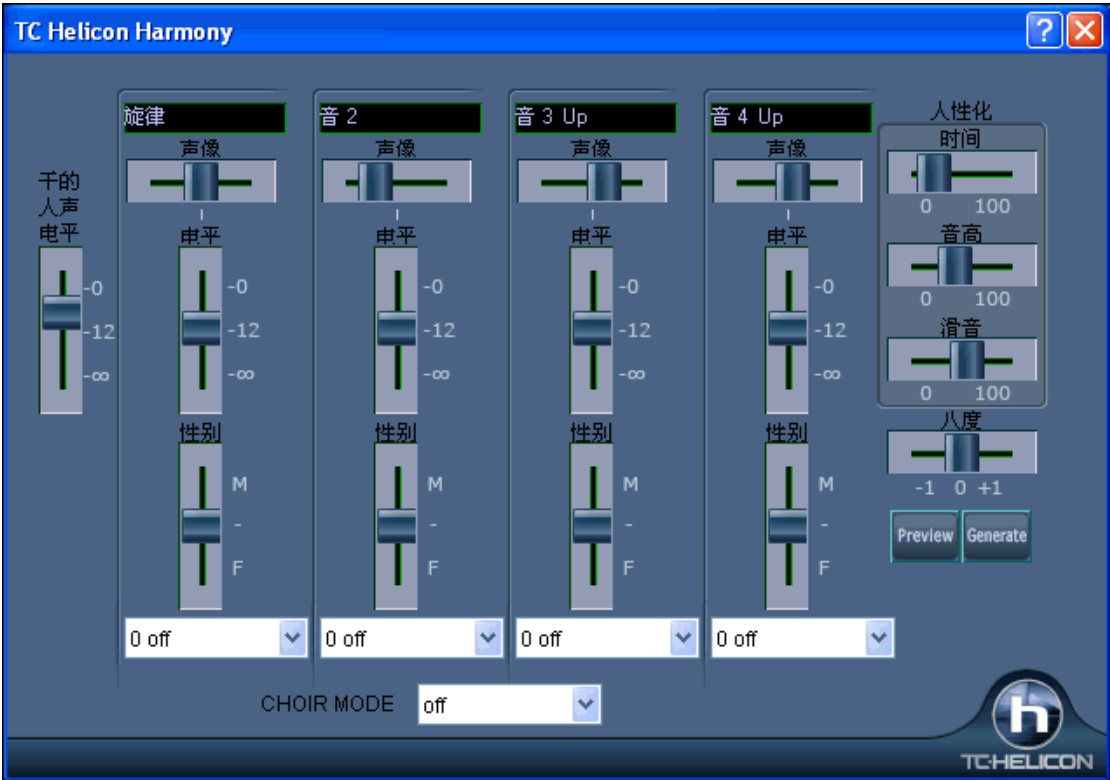 TC Helicon Harmony
千的
人声
电平
-0
-12
-∞
旋律
声像
电平
-0
-12
-∞
性别
M
-
F
0 off
音 2
声像
电平
-0
-12
-∞
性别
M
-
F
0 off
音 3 Up
声像
电平
-0
-12
-∞
性别
M
-
F
0 off
音 4 Up
声像
电平
-0
-12
-∞
性别
M
-
F
0 off
人性化
时间
0 100
音高
0 100
滑音
0 100
八度
-1 0 +1
Preview Generate
CHOIR MODE off
h
TC·HELICON